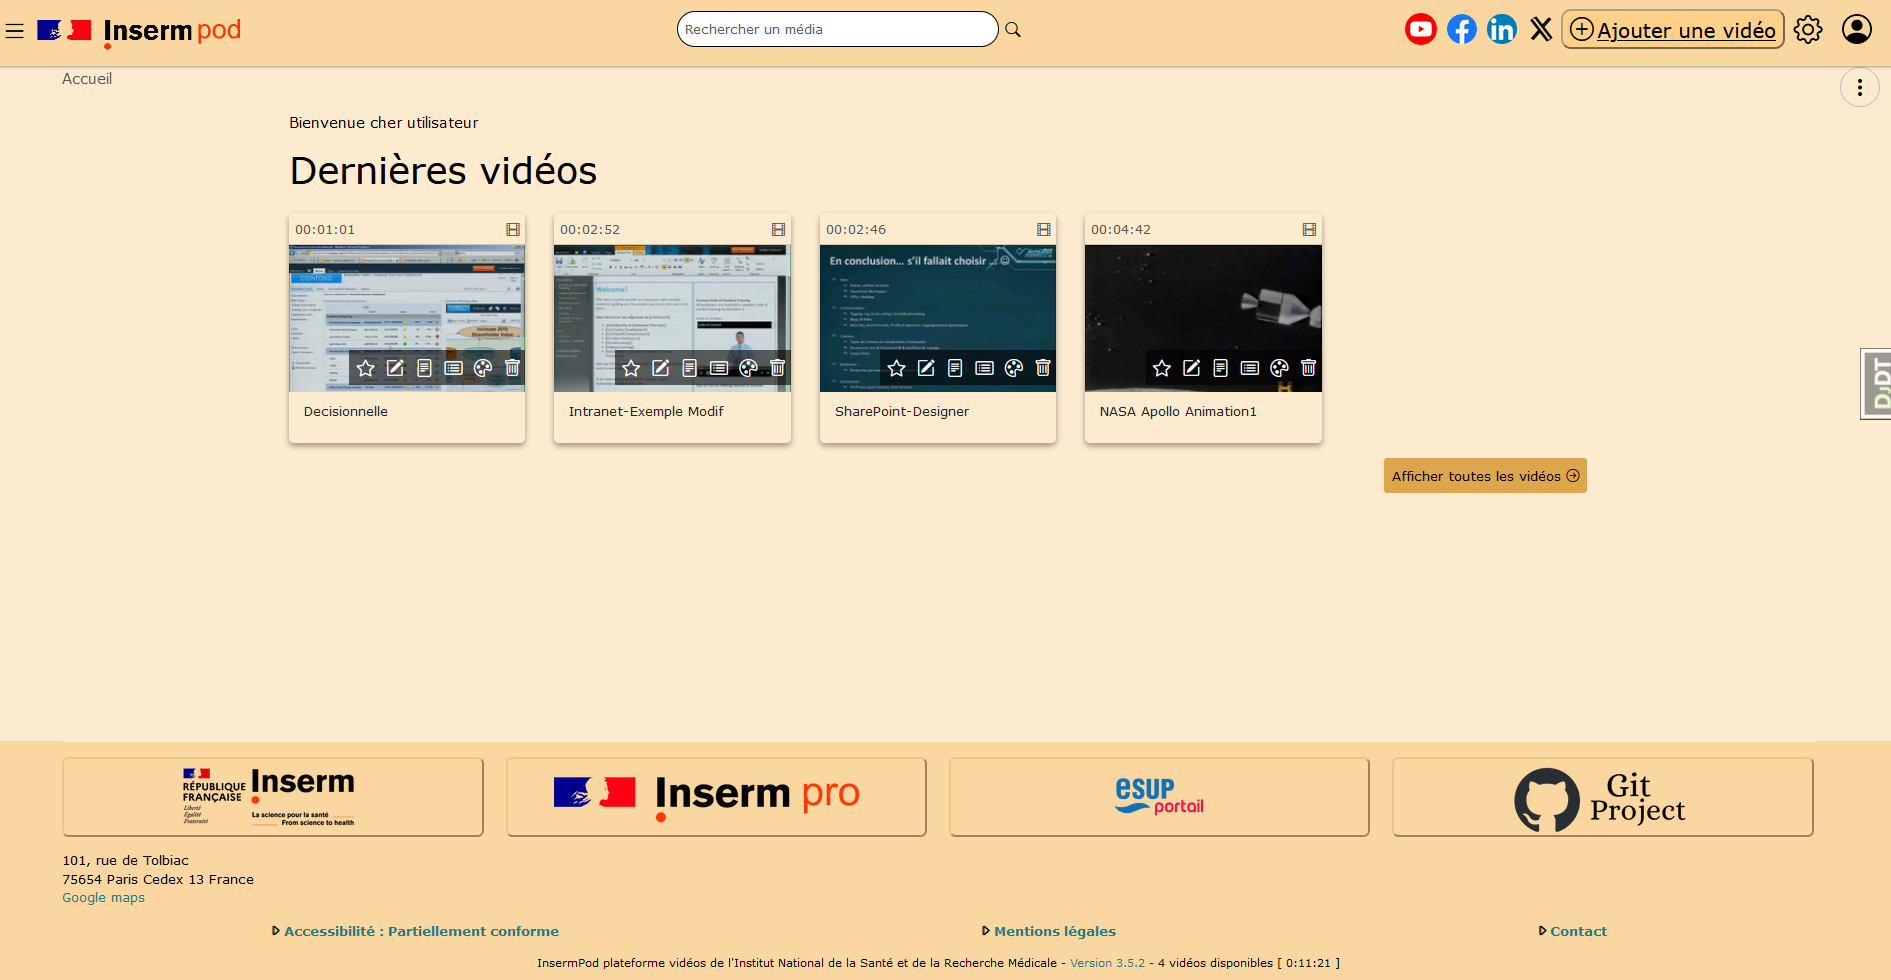 Inserm pod
Rechercher un média
Ajouter une vidéo
Accueil
Bienvenue cher utilisateur
Dernières vidéos
00:01:01
00:02:52
00:02:46
00:04:42
CONTOSO
Welcome!
En conclusion... s'il fallait choisir ... ☺
Decisionnelle
Intranet-Exemple Modif
SharePoint-Designer
NASA Apollo Animation1
DjDT
Afficher toutes les vidéos
RÉPUBLIQUE
FRANÇAISE
Liberté
Égalité
Fraternité
Inserm
La science pour la santé
From science to health
Inserm pro
esup
portail
Git
Project
101, rue de Tolbiac
75654 Paris Cedex 13 France
Google maps
Accessibilité : Partiellement conforme
Mentions légales
Contact
InsermPod plateforme vidéos de l'Institut National de la Santé et de la Recherche Médicale - Version 3.5.2 - 4 vidéos disponibles [ 0:11:21 ]